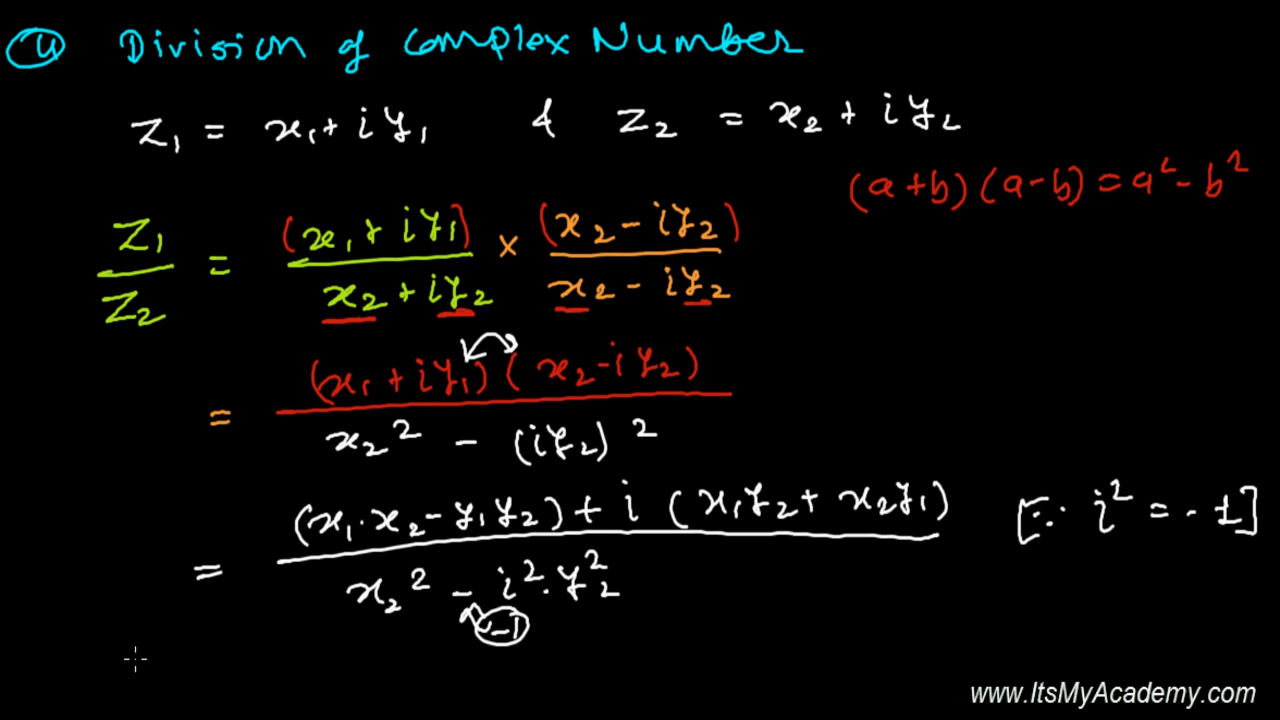 ④ Division of Complex Number
z₁ = x₁ + iy₁ & z₂ = x₂ + iy₂
(a+b)(a-b) = a² - b²
z₁/z₂ = (x₁ + iy₁)/(x₂ + iy₂) × (x₂ - iy₂)/(x₂ - iy₂)
= (x₁ + iy₁)(x₂ - iy₂)/(x₂² - (iy₂)²)
= ((x₁·x₂ - y₁y₂) + i(x₁y₂ + x₂y₁))/(x₂² - i²·y₂²) [∵ i² = -1]
-1
www.ItsMyAcademy.com